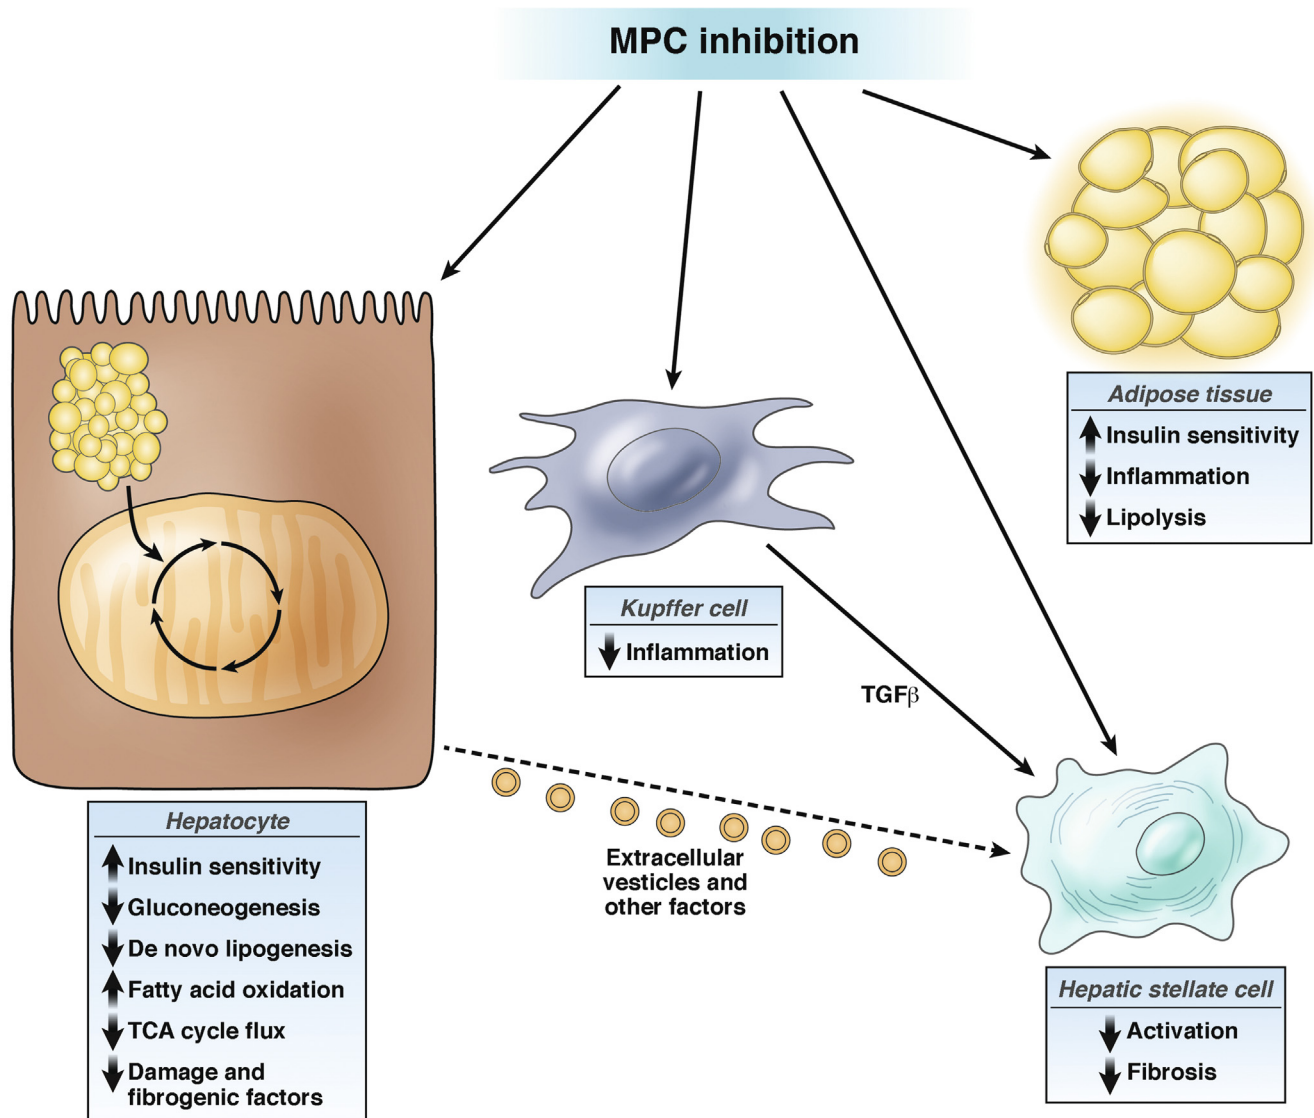 MPC inhibition
Adipose tissue
Insulin sensitivity
Inflammation
Lipolysis
Kupffer cell
Inflammation
TGFβ
Extracellular
vesicles and
other factors
Hepatocyte
Insulin sensitivity
Gluconeogenesis
De novo lipogenesis
Fatty acid oxidation
TCA cycle flux
Damage and
fibrogenic factors
Hepatic stellate cell
Activation
Fibrosis